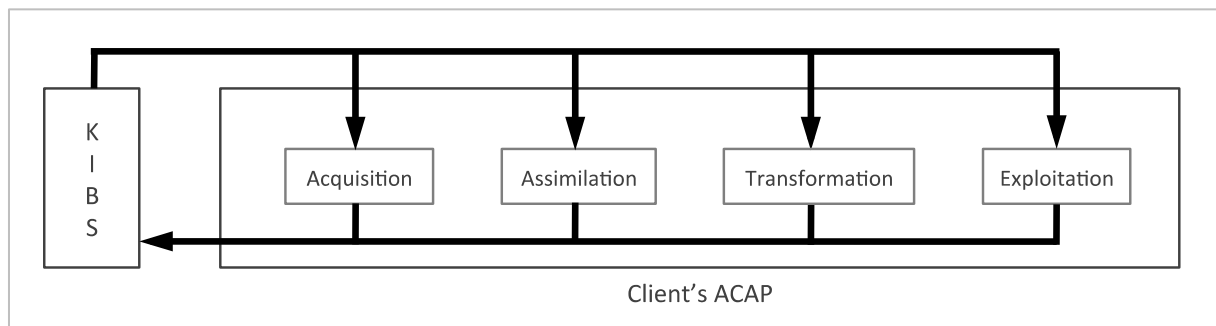 K
I
B
S
Acquisition
Assimilation
Transformation
Exploitation
Client’s ACAP